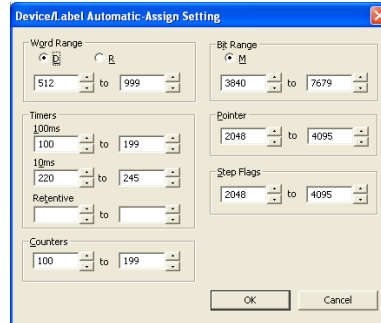 Device/Label Automatic-Assign Setting
Word Range
D R
512 to 999
Timers
100ms
100 to 199
10ms
220 to 245
Retentive
to
Counters
100 to 199
Bit Range
M
3840 to 7679
Pointer
2048 to 4095
Step Flags
2048 to 4095
OK Cancel